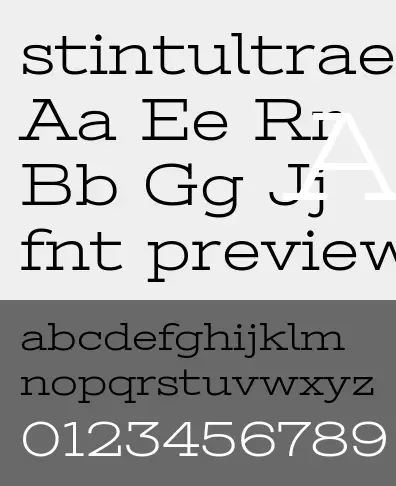 stintultrae
Aa Ee Rr
A
Bb Gg Jj
fnt preview
abcdefghijklm
nopqrstuvwxyz
0123456789